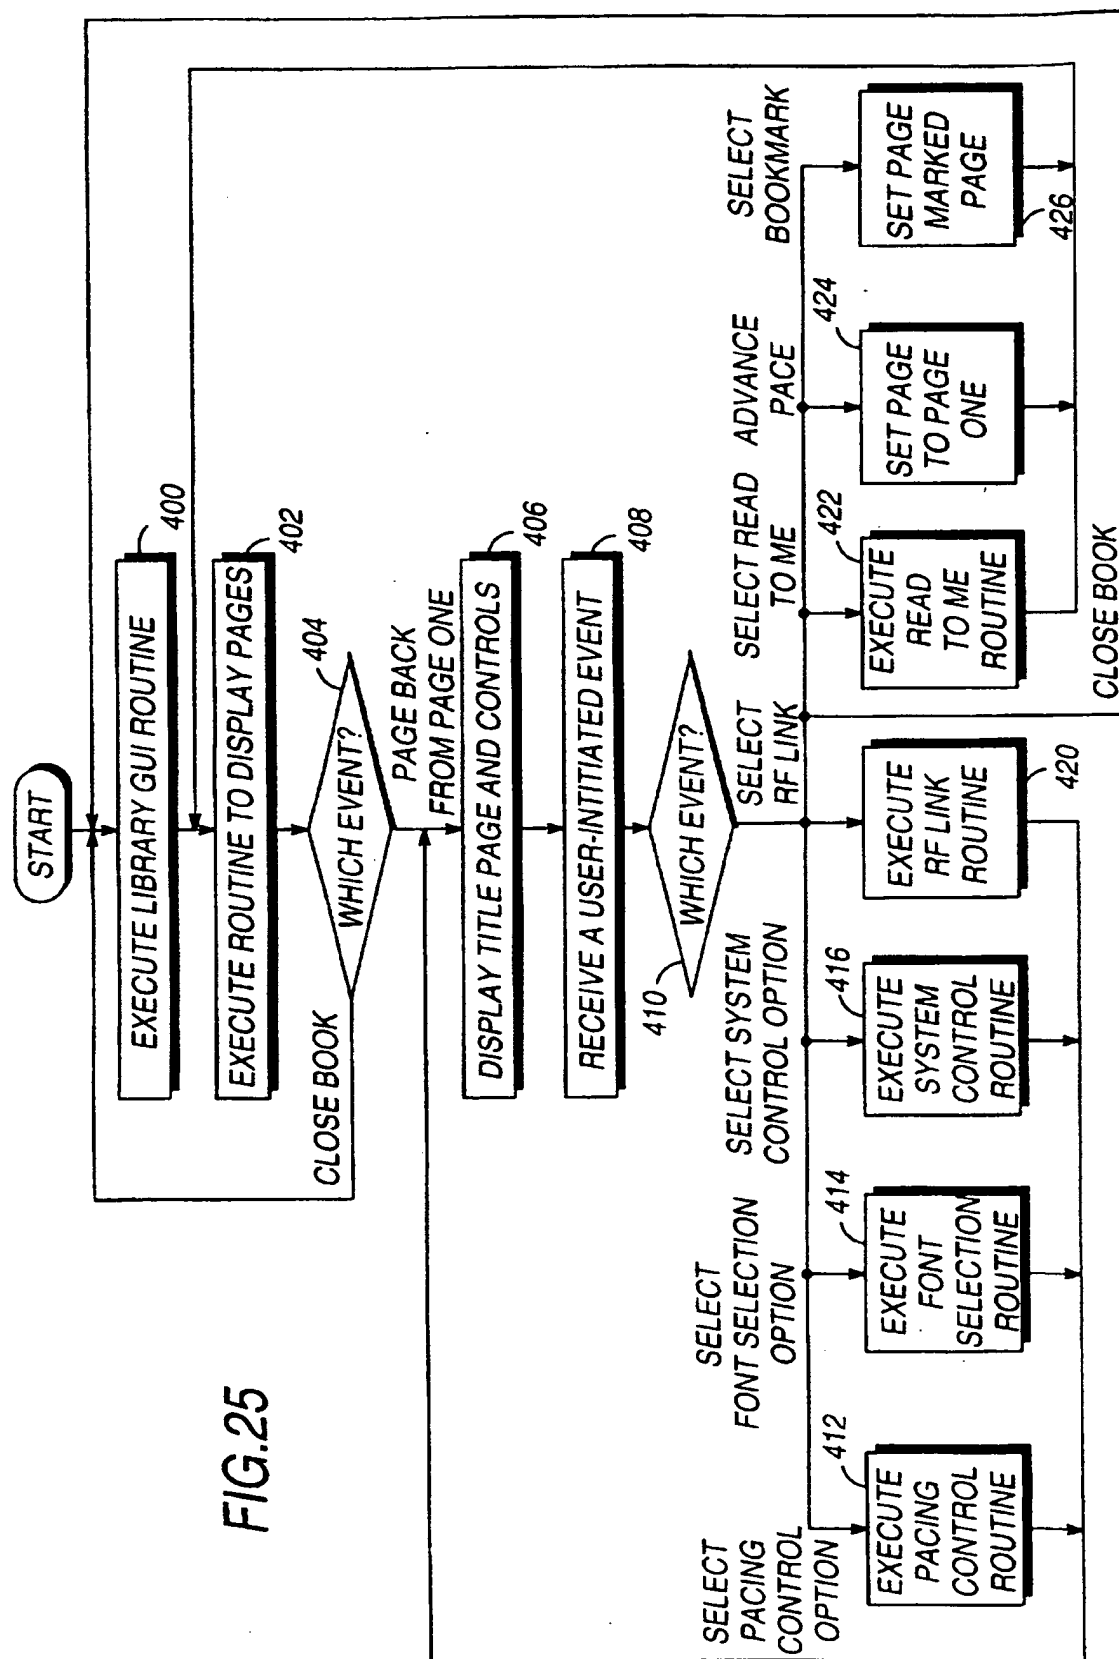 FIG.25
START
EXECUTE LIBRARY GUI ROUTINE
400
EXECUTE ROUTINE TO DISPLAY PAGES
402
WHICH EVENT?
404
CLOSE BOOK
PAGE BACK
FROM PAGE ONE
DISPLAY TITLE PAGE AND CONTROLS
406
RECEIVE A USER-INTITIATED EVENT
408
WHICH EVENT?
410
SELECT
PACING
CONTROL
OPTION
SELECT
FONT SELECTION
OPTION
SELECT SYSTEM
CONTROL OPTION
SELECT
RF LINK
SELECT READ
TO ME
ADVANCE
PACE
SELECT
BOOKMARK
EXECUTE
PACING
CONTROL
ROUTINE
412
EXECUTE
FONT
SELECTION
ROUTINE
414
EXECUTE
SYSTEM
CONTROL
ROUTINE
416
EXECUTE
RF LINK
ROUTINE
420
EXECUTE
READ
TO ME
ROUTINE
422
SET PAGE
TO PAGE
ONE
424
SET PAGE
MARKED
PAGE
426
CLOSE BOOK